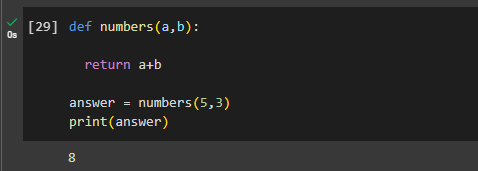 [29] def numbers(a,b):
0s
return a+b
answer = numbers(5,3)
print(answer)
8